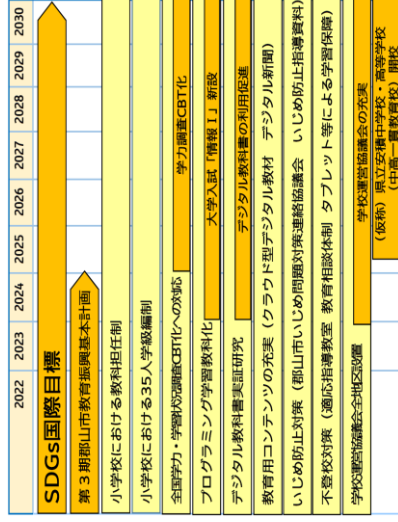 2022 2023 2024 2025 2026 2027 2028 2029 2030
SDGs国際目標
第3期郡山市教育振興基本計画
小学校における教科担任制
小学校における35人学級編制
全国学力・学習状況調査CBT化への対応 学力調査CBT化
プログラミング学習教科化 大学入試「情報Ⅰ」新設
デジタル教科書実証研究 デジタル教科書の利用促進
教育用コンテンツの充実（クラウド型デジタル教材 デジタル新聞）
いじめ防止対策（郡山市いじめ問題対策連絡協議会 いじめ防止指導資料）
不登校対策（適応指導教室 教育相談体制 タブレット等による学習保障）
学校運営協議会全地区設置 学校運営協議会の充実
（仮称）県立安積中学校・高等学校
（中高一貫教育校）開校